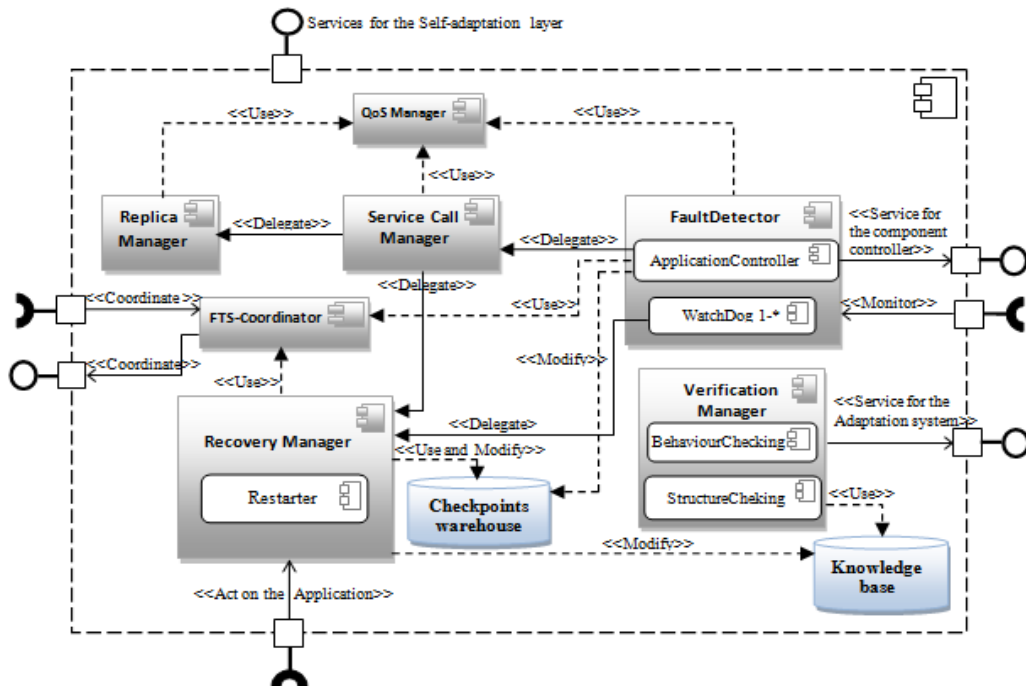 Services for the Self-adaptation layer
<<Use>>
QoS Manager
<<Use>>
<<Use>>
Replica
Manager
<<Delegate>>
Service Call
Manager
<<Delegate>>
FaultDetector
ApplicationController
WatchDog 1-*
<<Service for
the component
controller>>
<<Monitor>>
<<Coordinate >>
<<Coordinate>>
FTS-Coordinator
<<Delegate>>
<<Use>>
<<Modify>>
<<Use>>
Recovery Manager
Restarter
<<Delegate>
<<Use and Modify>>
Checkpoints
warehouse
Verification
Manager
BehaviourChecking
StructureCheking
<<Service for the
Adaptation system>>
<<Use>>
<<Modify>>
Knowledge
base
<<Act on the Application>>